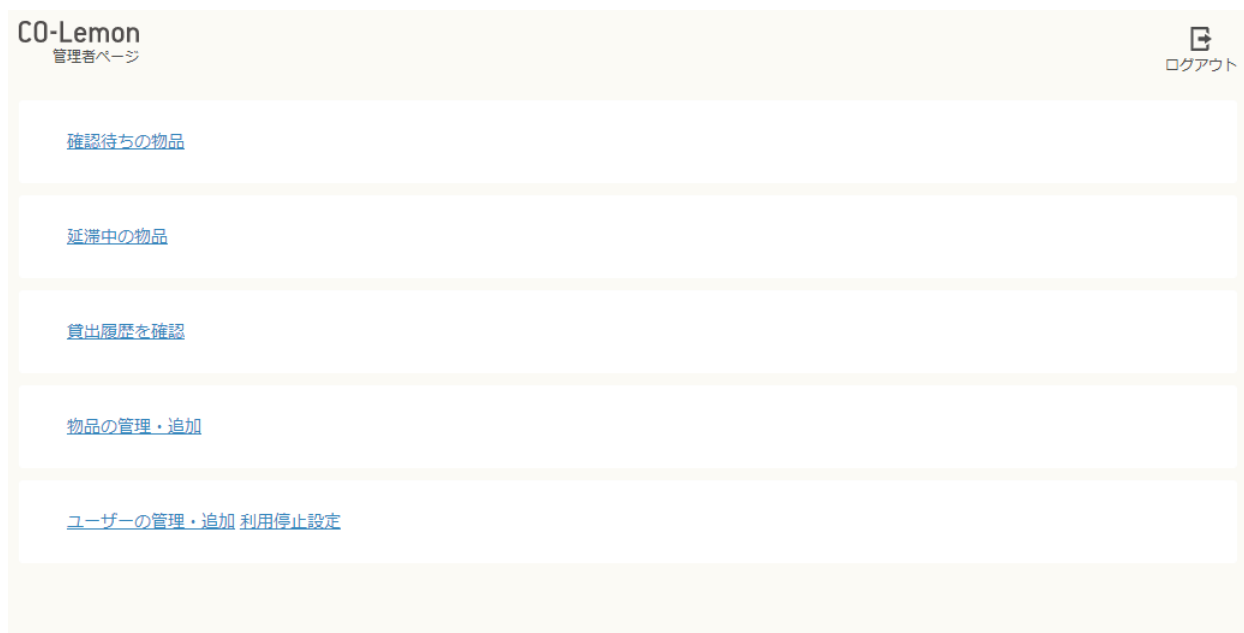 CO-Lemon
管理者ページ
ログアウト
確認待ちの物品
延滞中の物品
貸出履歴を確認
物品の管理・追加
ユーザーの管理・追加 利用停止設定